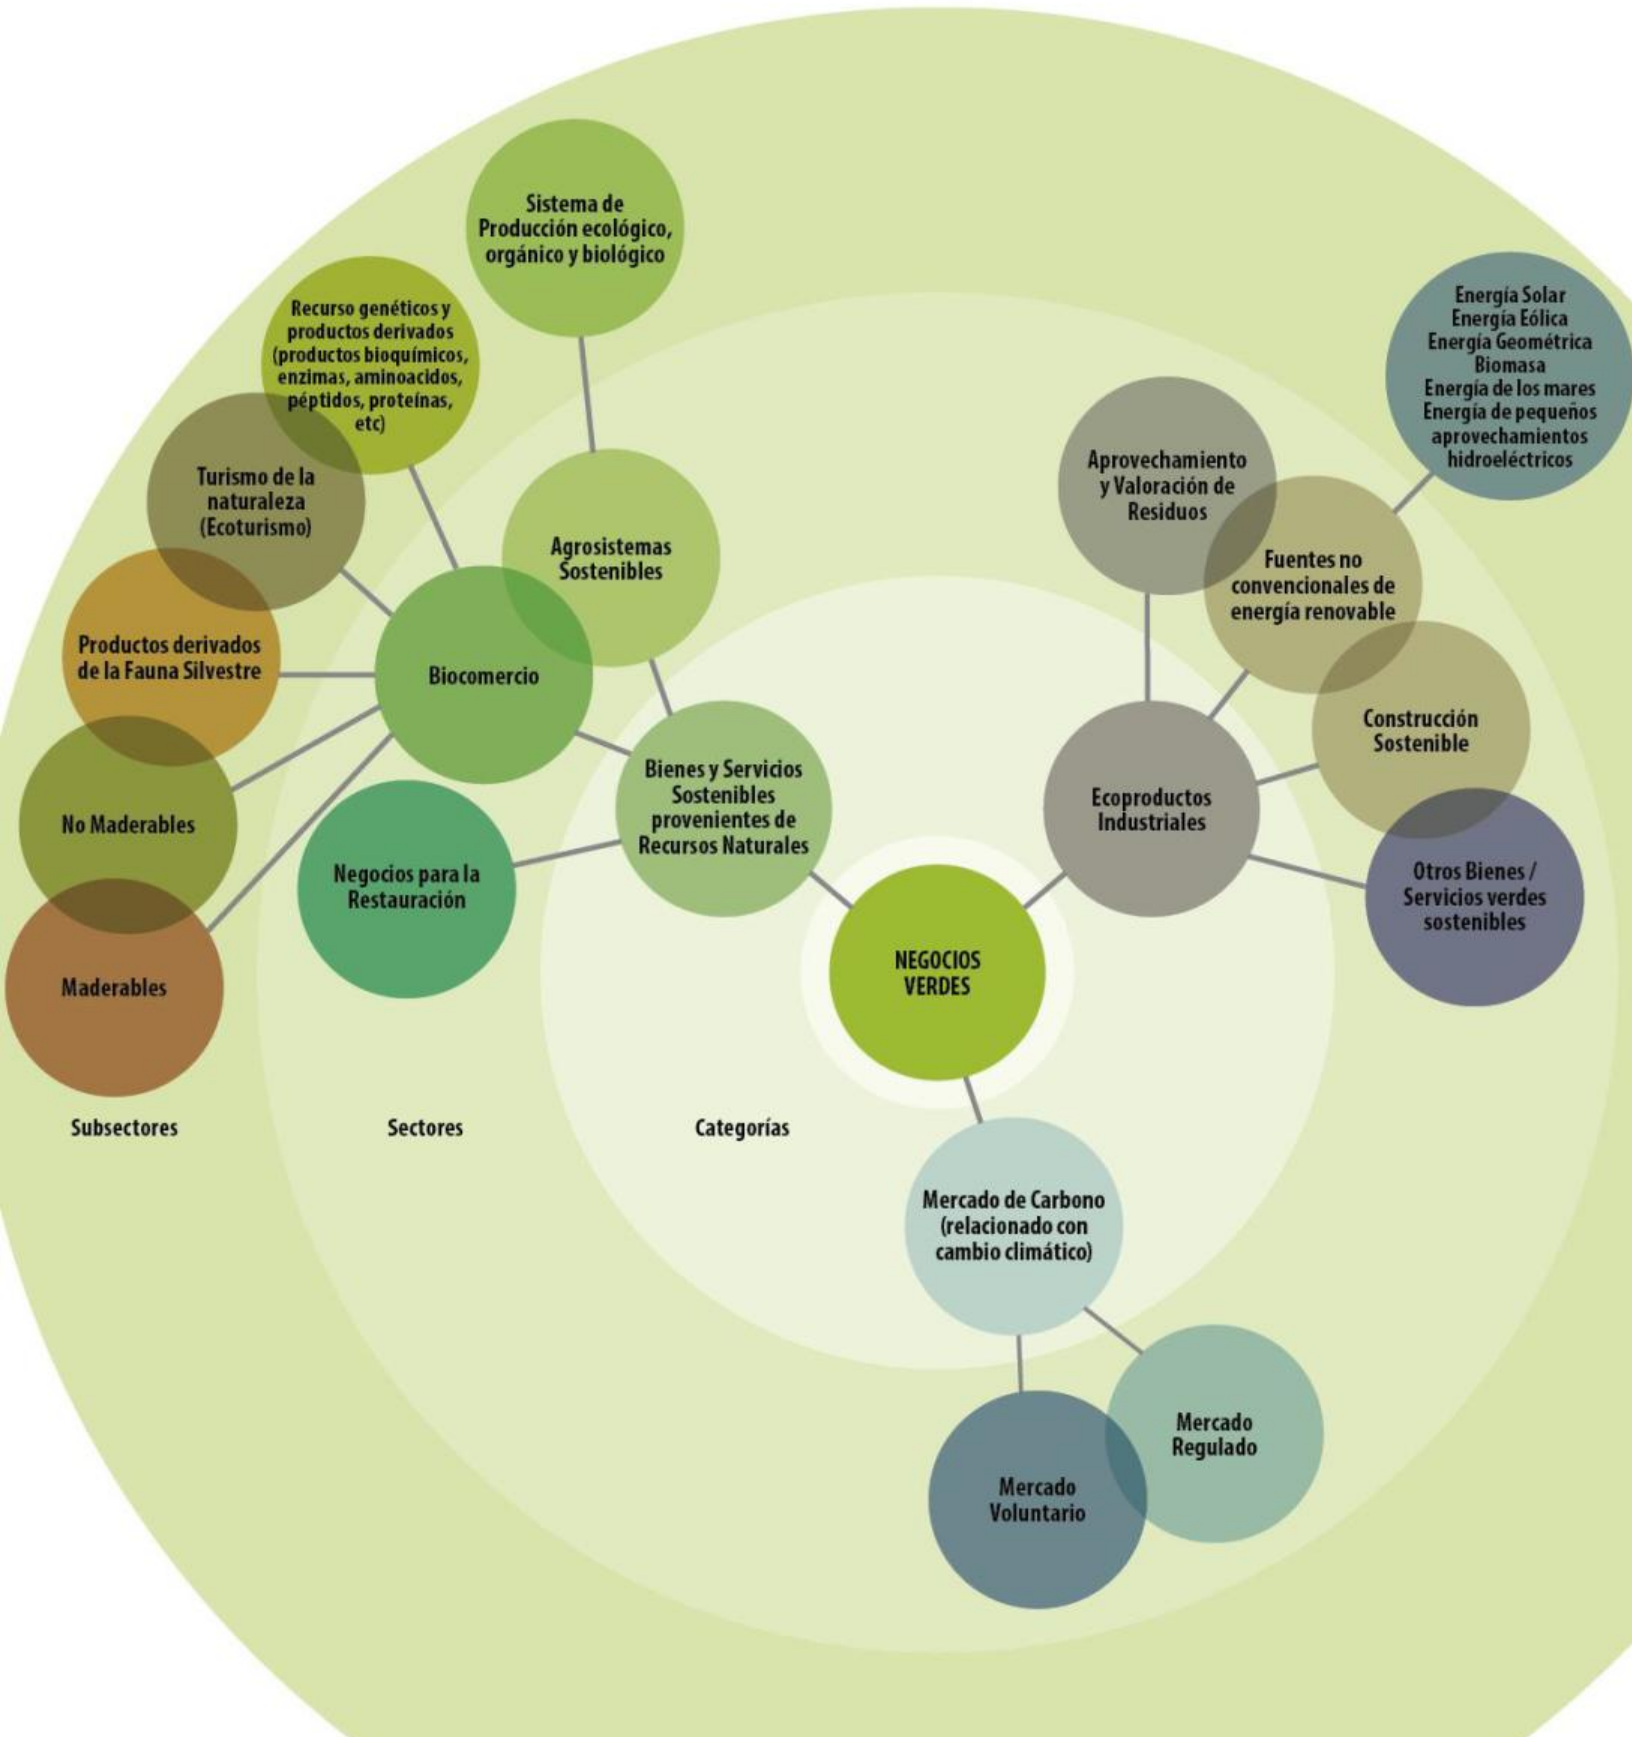 Sistema de
Producción ecológico,
orgánico y biológico
Recurso genéticos y
productos derivados
(productos bioquímicos,
enzimas, aminoacidos,
péptidos, proteínas,
etc)
Turismo de la
naturaleza
(Ecoturismo)
Productos derivados
de la Fauna Silvestre
No Maderables
Maderables
Agrosistemas
Sostenibles
Biocomercio
Negocios para la
Restauración
Bienes y Servicios
Sostenibles
provenientes de
Recursos Naturales
NEGOCIOS
VERDES
Ecoproductos
Industriales
Aprovechamiento
y Valoración de
Residuos
Fuentes no
convencionales de
energía renovable
Energía Solar
Energía Eólica
Energía Geométrica
Biomasa
Energía de los mares
Energía de pequeños
aprovechamientos
hidroeléctricos
Construcción
Sostenible
Otros Bienes /
Servicios verdes
sostenibles
Subsectores
Sectores
Categorías
Mercado de Carbono
(relacionado con
cambio climático)
Mercado
Regulado
Mercado
Voluntario